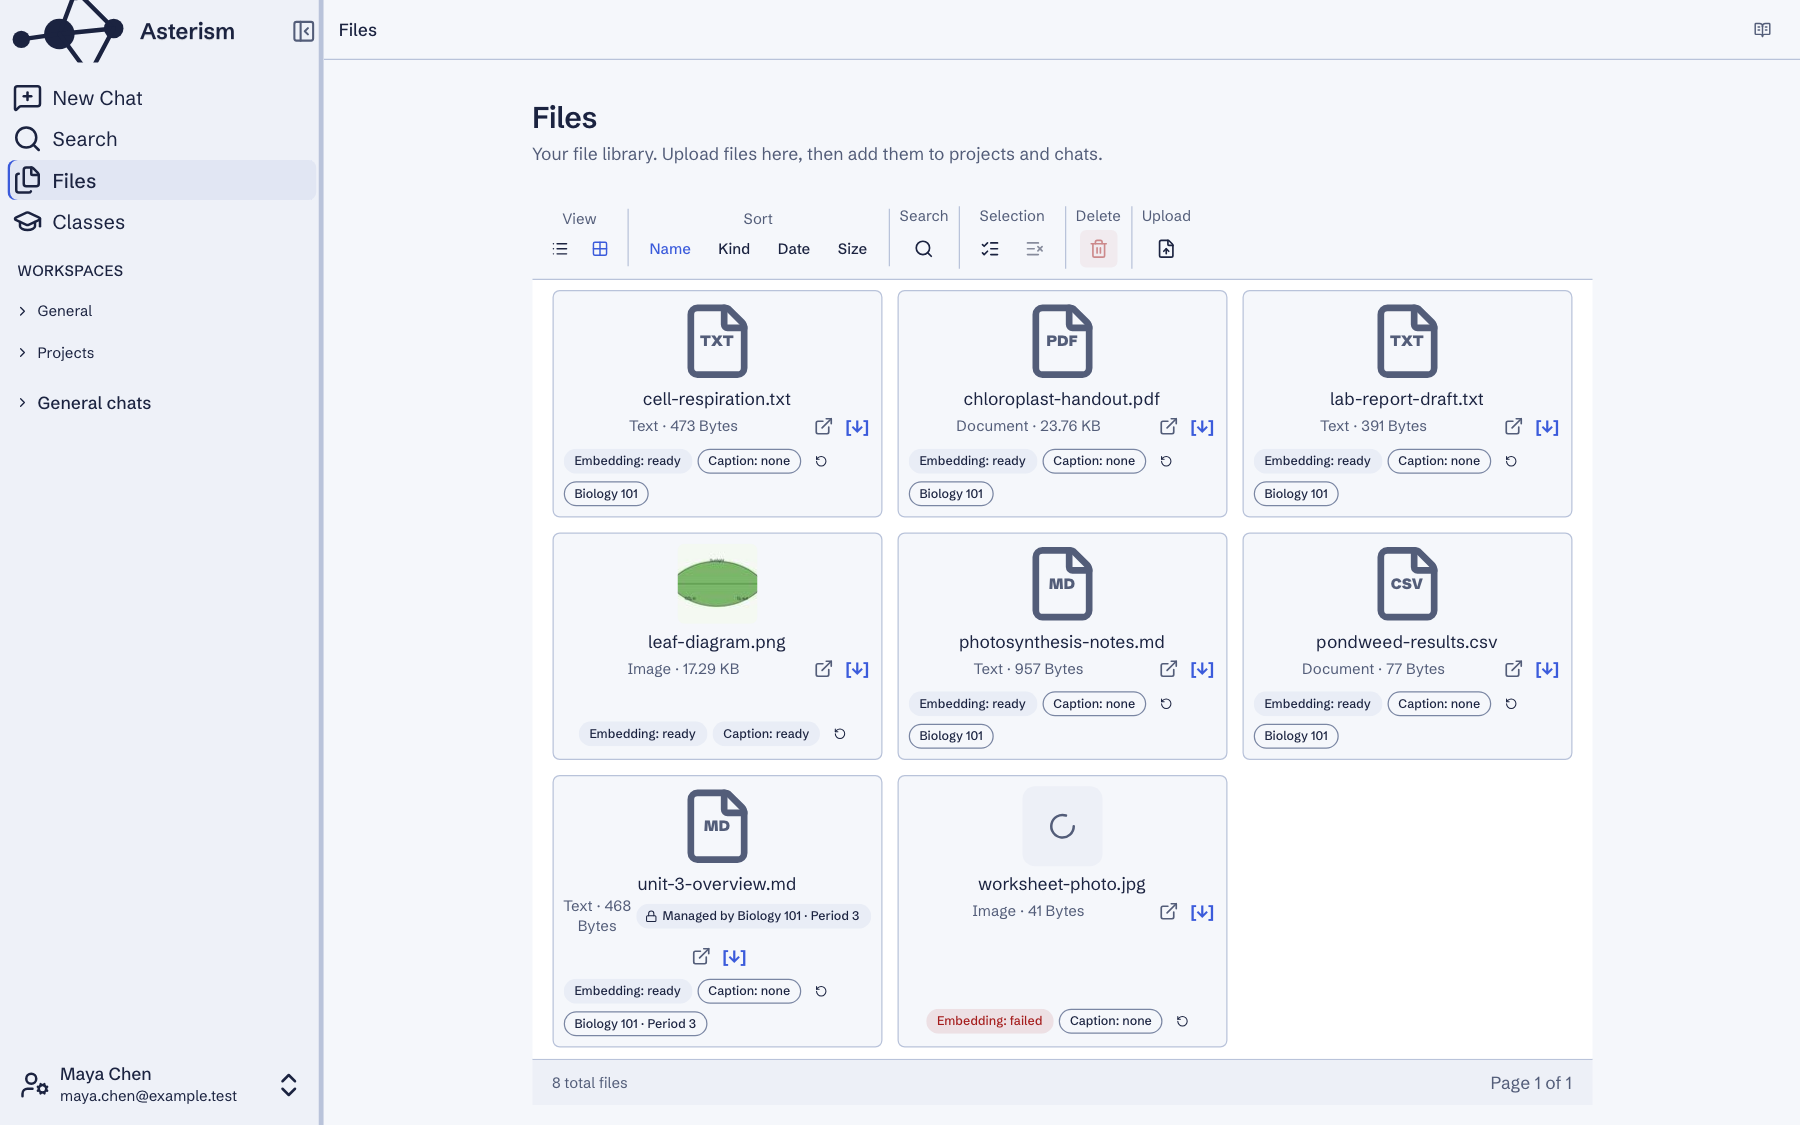 Asterism
Files
New Chat
Search
Files
Classes
WORKSPACES
General
Projects
General chats
Maya Chen
maya.chen@example.test
Files
Your file library. Upload files here, then add them to projects and chats.
View
Sort
Search
Selection
Delete
Upload
Name
Kind
Date
Size
TXT
cell-respiration.txt
Text · 473 Bytes
Embedding: ready
Caption: none
Biology 101
PDF
chloroplast-handout.pdf
Document · 23.76 KB
Embedding: ready
Caption: none
Biology 101
TXT
lab-report-draft.txt
Text · 391 Bytes
Embedding: ready
Caption: none
Biology 101
leaf-diagram.png
Image · 17.29 KB
Embedding: ready
Caption: ready
MD
photosynthesis-notes.md
Text · 957 Bytes
Embedding: ready
Caption: none
Biology 101
CSV
pondweed-results.csv
Document · 77 Bytes
Embedding: ready
Caption: none
Biology 101
MD
unit-3-overview.md
Text · 468
Bytes
Managed by Biology 101 · Period 3
Embedding: ready
Caption: none
Biology 101 · Period 3
worksheet-photo.jpg
Image · 41 Bytes
Embedding: failed
Caption: none
8 total files
Page 1 of 1